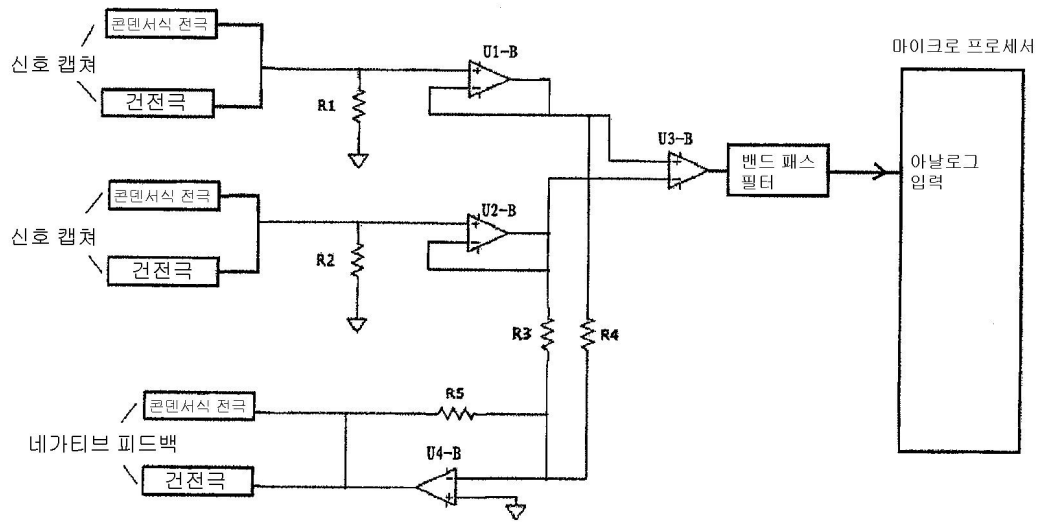 콘덴서식 전극
신호 캡쳐
건전극
R1
U1-B
마이크로 프로세서
U3-B
밴드 패스
필터
아날로그
입력
콘덴서식 전극
신호 캡쳐
건전극
R2
U2-B
R3
R4
콘덴서식 전극
네가티브 피드백
건전극
R5
U4-B